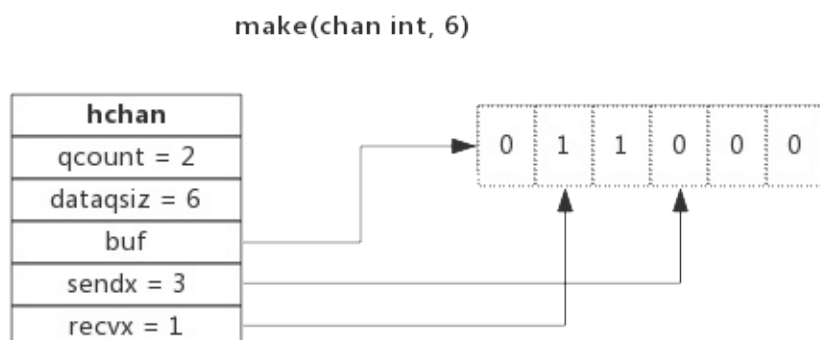 make(chan int, 6)
hchan
qcount = 2
dataqsiz = 6
buf
sendx = 3
recvx = 1
0 1 1 0 0 0